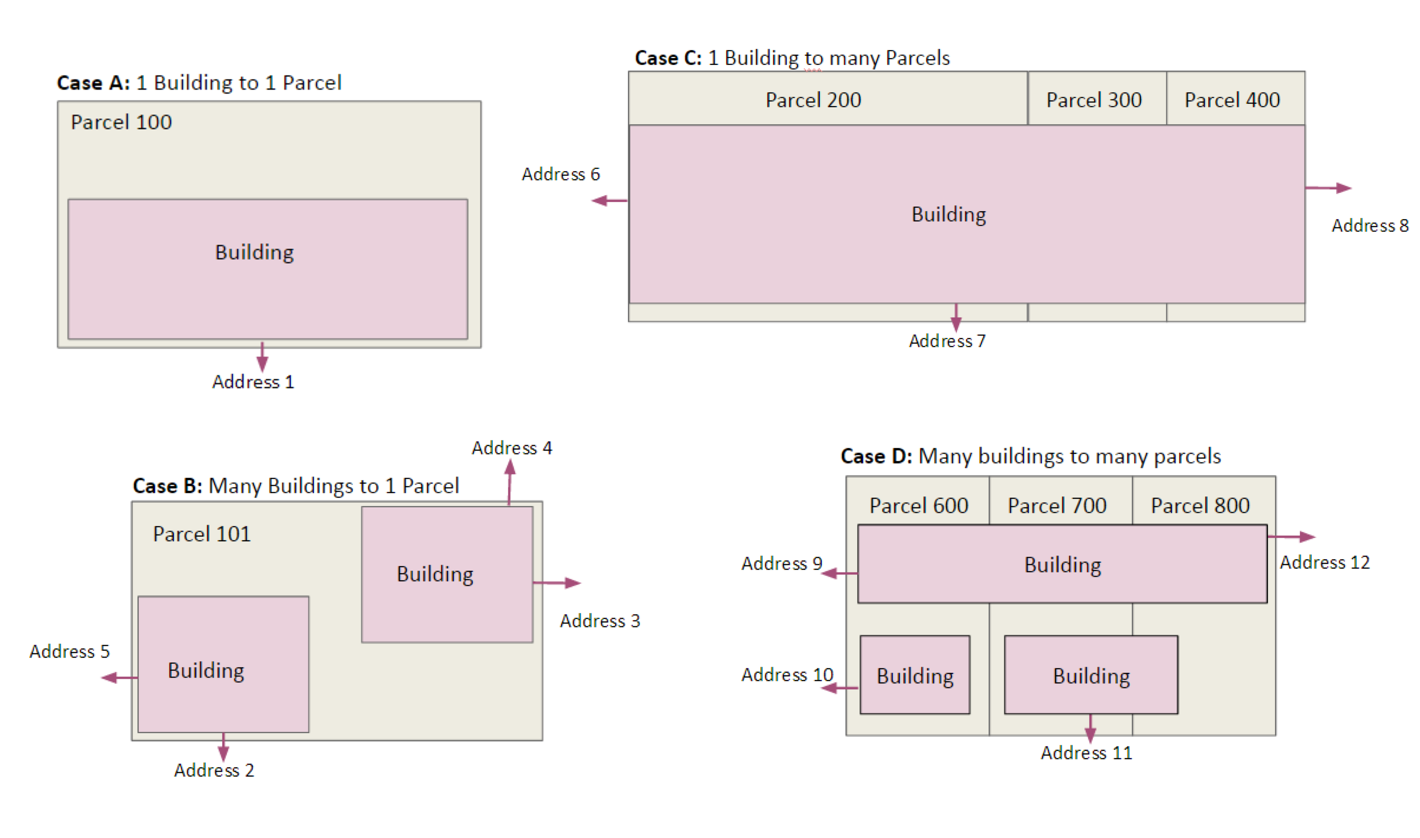 Case A: 1 Building to 1 Parcel
Parcel 100
Building
Address 1
Case C: 1 Building to many Parcels
Parcel 200 Parcel 300 Parcel 400
Address 6
Building
Address 8
Address 7
Case B: Many Buildings to 1 Parcel
Address 4
Parcel 101
Building
Address 3
Address 5
Building
Address 2
Case D: Many buildings to many parcels
Parcel 600 Parcel 700 Parcel 800
Address 9
Building
Address 12
Address 10
Building
Building
Address 11